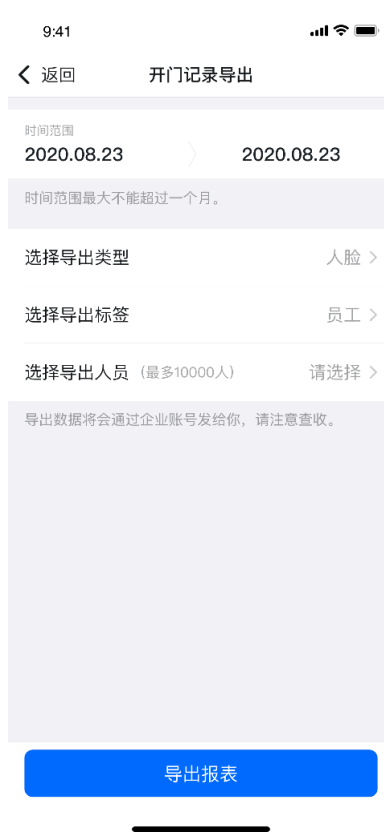 9:41
返回
开门记录导出
时间范围
2020.08.23 2020.08.23
时间范围最大不能超过一个月。
选择导出类型 人脸
选择导出标签 员工
选择导出人员（最多10000人） 请选择
导出数据将会通过企业账号发给你，请注意查收。
导出报表